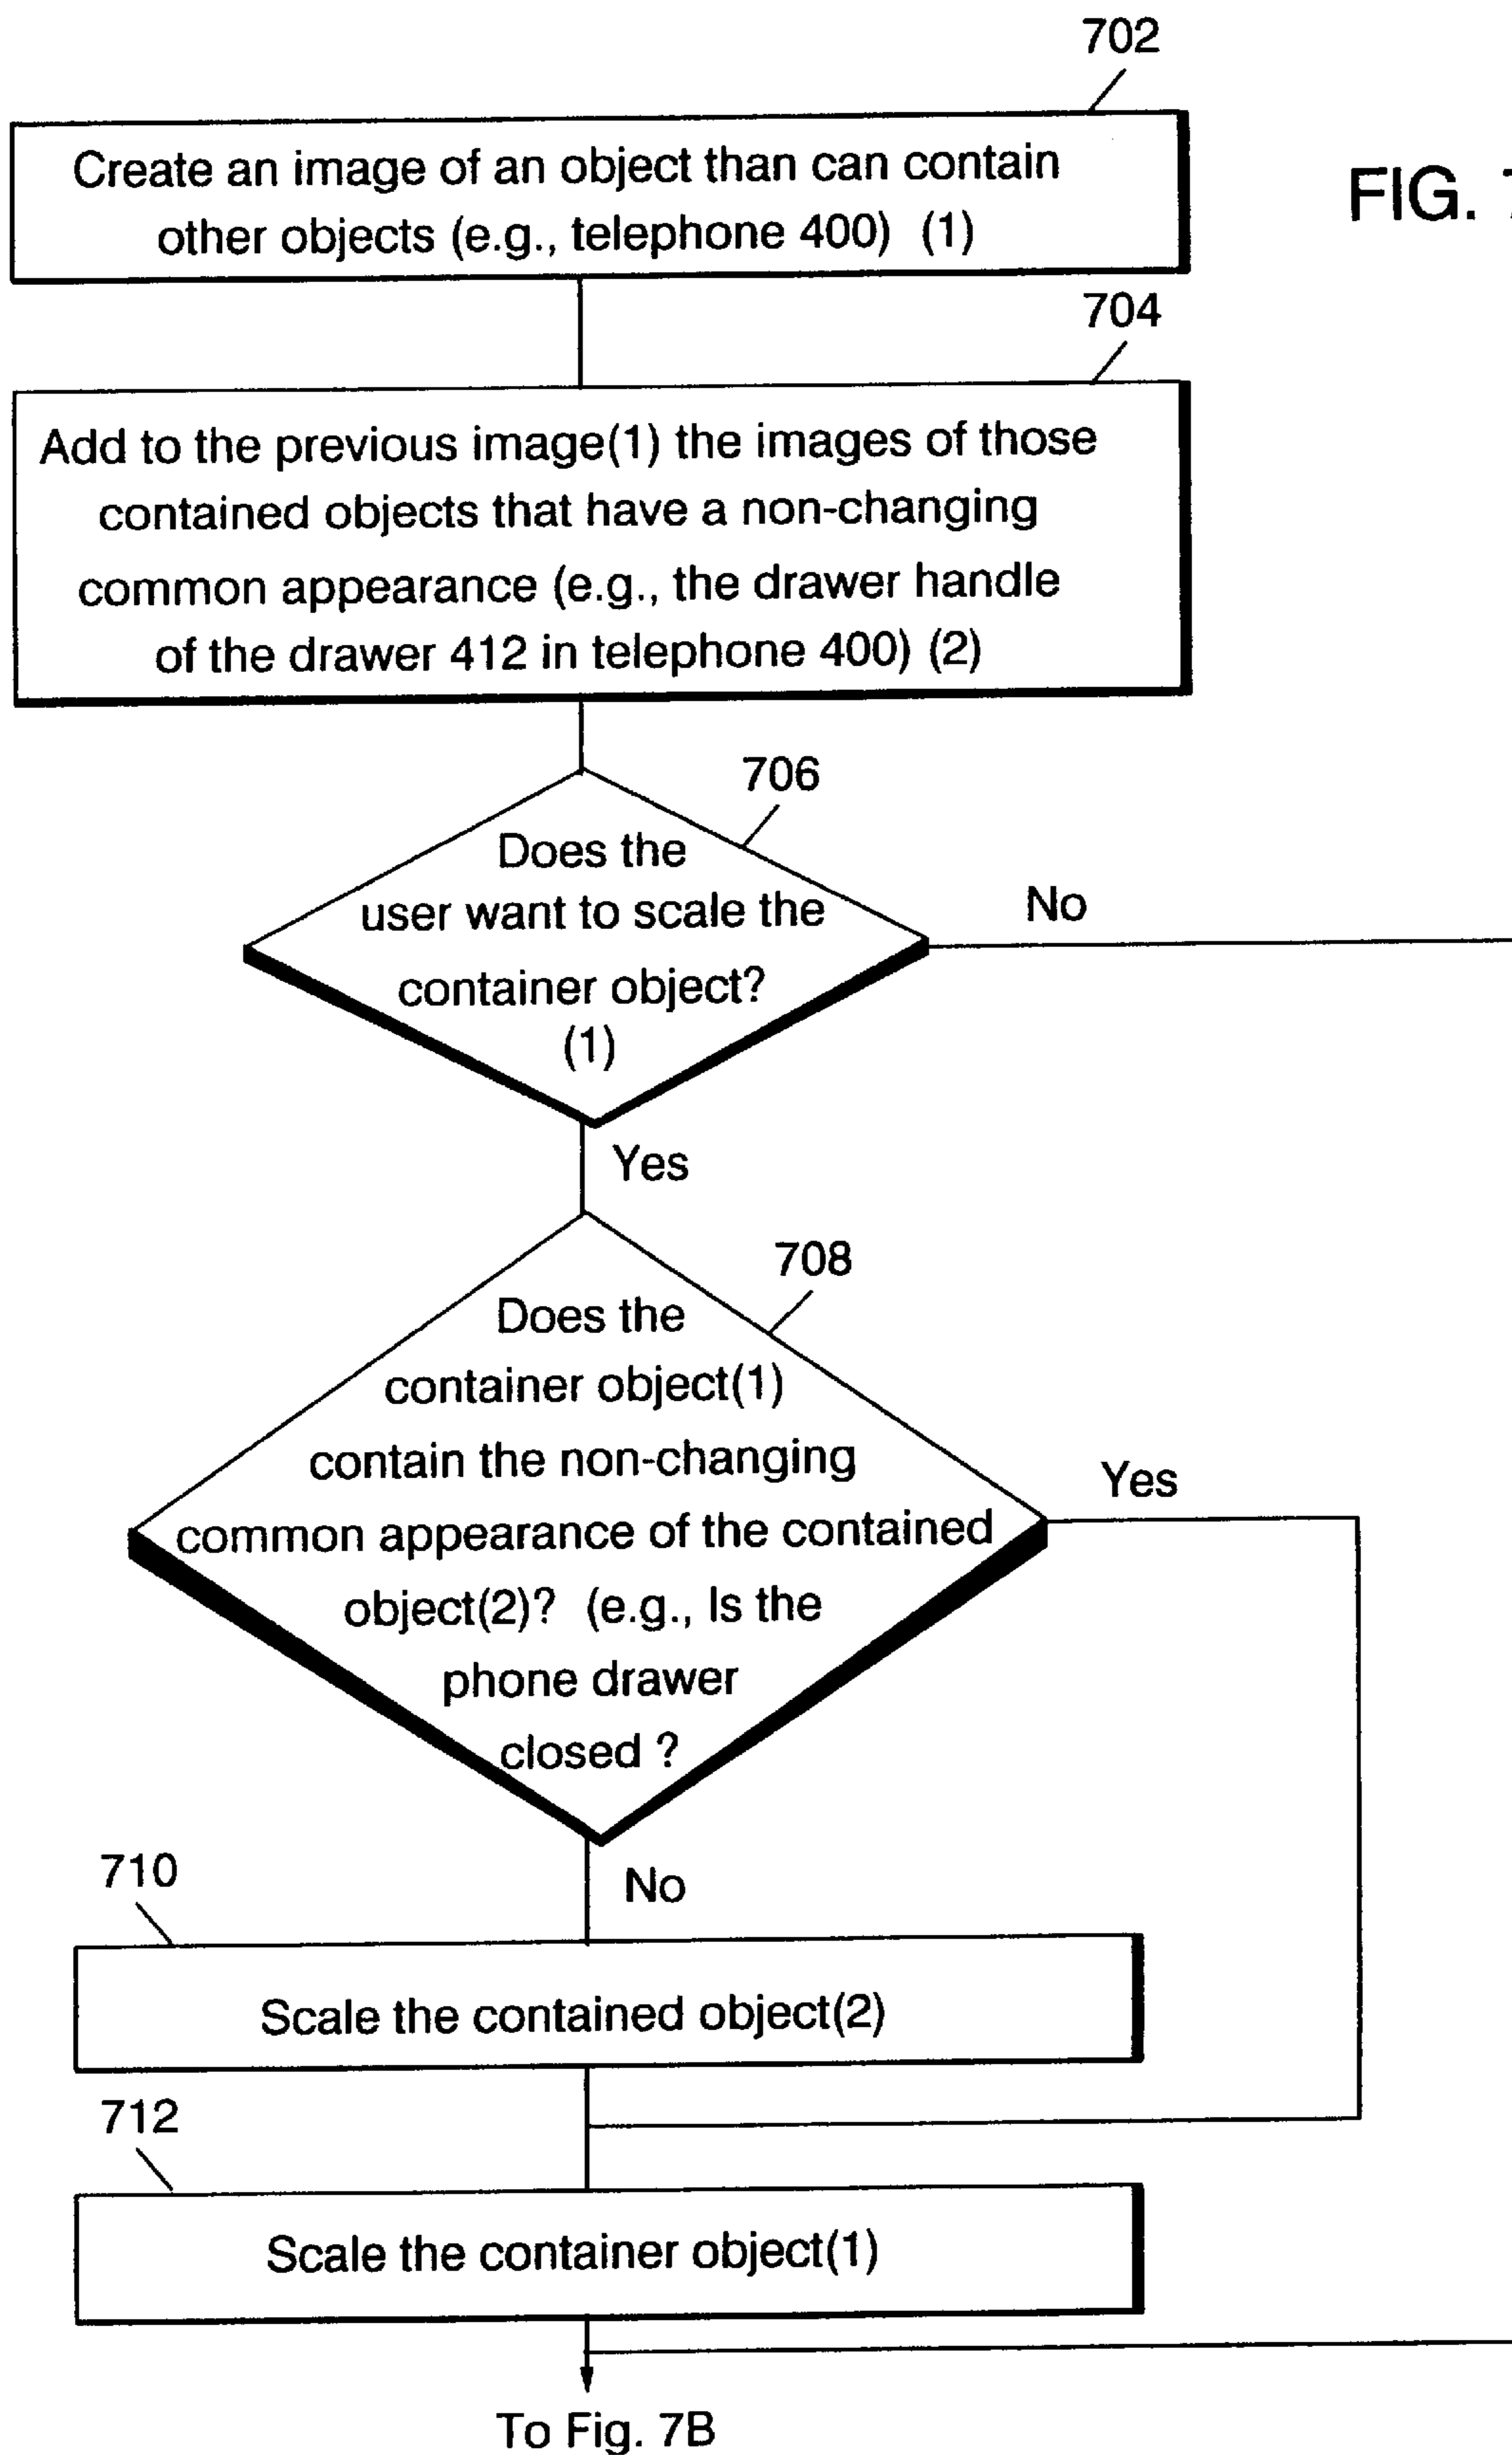 702
Create an image of an object than can contain
other objects (e.g., telephone 400) (1)
FIG. 7
704
Add to the previous image(1) the images of those
contained objects that have a non-changing
common appearance (e.g., the drawer handle
of the drawer 412 in telephone 400) (2)
706
Does the
user want to scale the
container object?
(1)
No
Yes
708
Does the
container object(1)
contain the non-changing
common appearance of the contained
object(2)? (e.g., Is the
phone drawer
closed ?
Yes
No
710
Scale the contained object(2)
712
Scale the container object(1)
To Fig. 7B